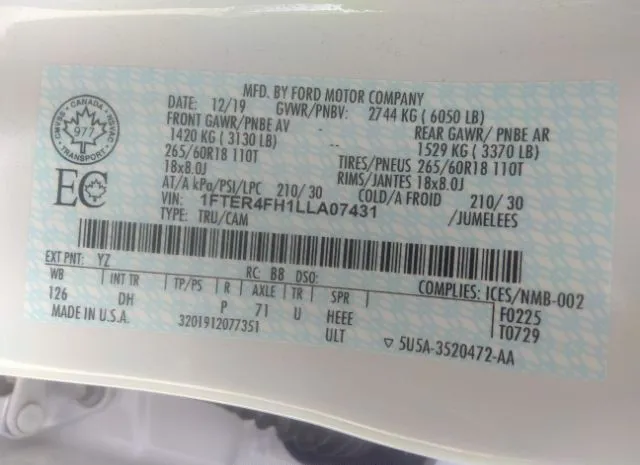 MFD. BY FORD MOTOR COMPANY
DATE: 12/19 GVWR/PNBV: 2744 KG ( 6050 LB)
FRONT GAWR/PNBE AV REAR GAWR/ PNBE AR
1420 KG ( 3130 LB) 1529 KG ( 3370 LB)
265/60R18 110T TIRES/PNEUS 265/60R18 110T
18x8.0J RIMS/JANTES 18x8.0J
AT/A kPa/PSI/LPC 210/ 30 COLD/A FROID 210/ 30
VIN: 1FTER4FH1LLA07431
TYPE: TRU/CAM /JUMELEES
CANADA
977
TRANSPORT
EC
EXT PNT: YZ RC: B8 DSO:
COMPLIES: ICES/NMB-002
WB INT TR TP/PS R AXLE TR SPR
126 DH P 71 U HEEE F0225
MADE IN U.S.A. 3201912077351 ULT T0729
▽ 5U5A-3520472-AA